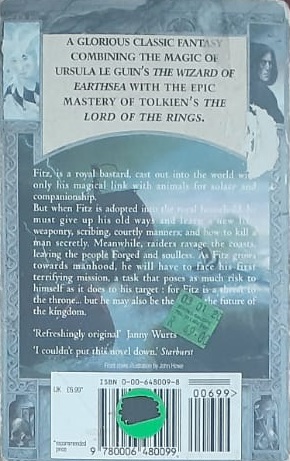 A GLORIOUS CLASSIC FANTASY
COMBINING THE MAGIC OF
URSULA LE GUIN'S THE WIZARD OF
EARTHSEA WITH THE EPIC
MASTERY OF TOLKIEN'S THE
LORD OF THE RINGS.
Fitz, is a royal bastard, cast out into the world with
only his magical link with animals for solace and
companionship.
But when Fitz is adopted into the royal household, he
must give up his old ways and learn a new life
weaponry, scribing, courtly manners; and how to kill a
man secretly. Meanwhile, raiders ravage the coasts,
leaving the people Forged and soulless. As Fitz grows
towards manhood, he will have to face his first
terrifying mission, a task that poses as much risk to
himself as it does to his target: for Fitz is a threat to
the throne... but he may also be the the future of
the kingdom.
'Refreshingly original' Janny Wurts
'I couldn't put this novel down.' Starburst
Front cover illustration by John Howe
ISBN 0-00-648009-8
UK £6.99*
00699>
*recommended
price
9 780006 480099